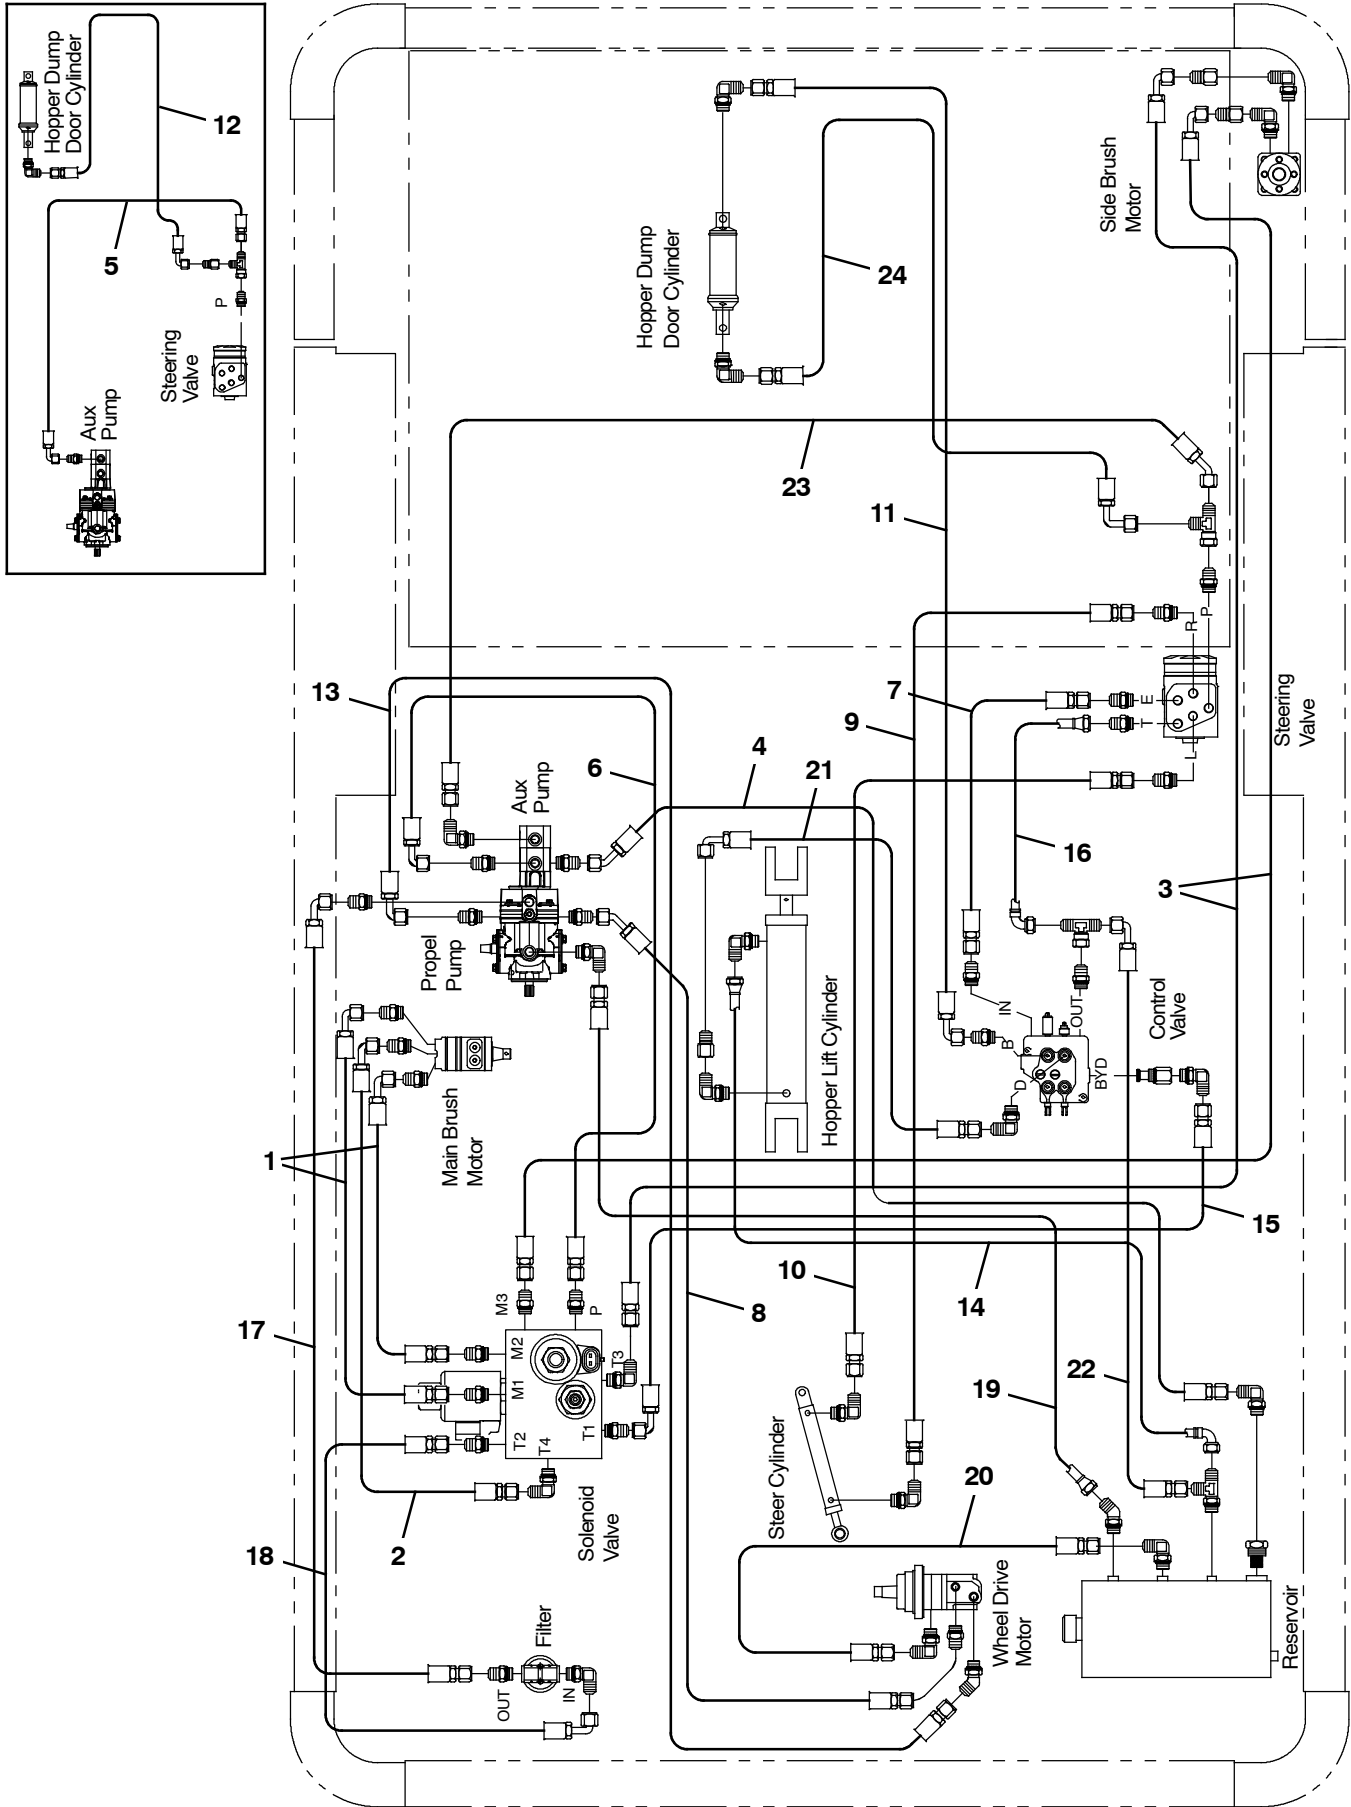 Hopper Dump
Door Cylinder
12
5
P
Steering
Valve
Aux
Pump
Side Brush
Motor
Hopper Dump
Door Cylinder
24
23
11
R
P
13
7
9
E
T
L
Steering
Valve
4
21
6
Aux
Pump
16
3
Propel
Pump
IN
OUT
B
D
BYD
Control
Valve
Hopper Lift Cylinder
Main Brush
Motor
1
15
10
14
8
M3
P
17
M2
M1
T3
T2
T4
T1
22
19
Steer Cylinder
20
Solenoid
Valve
2
18
Filter
OUT
IN
Wheel Drive
Motor
Reservoir